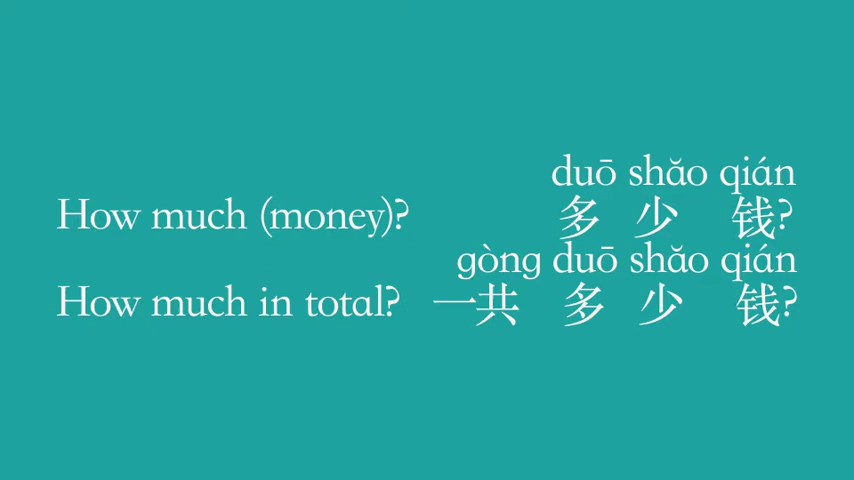 duō shǎo qián
How much (money)? 多 少 钱?
gòng duō shǎo qián
How much in total? 一共 多 少 钱?